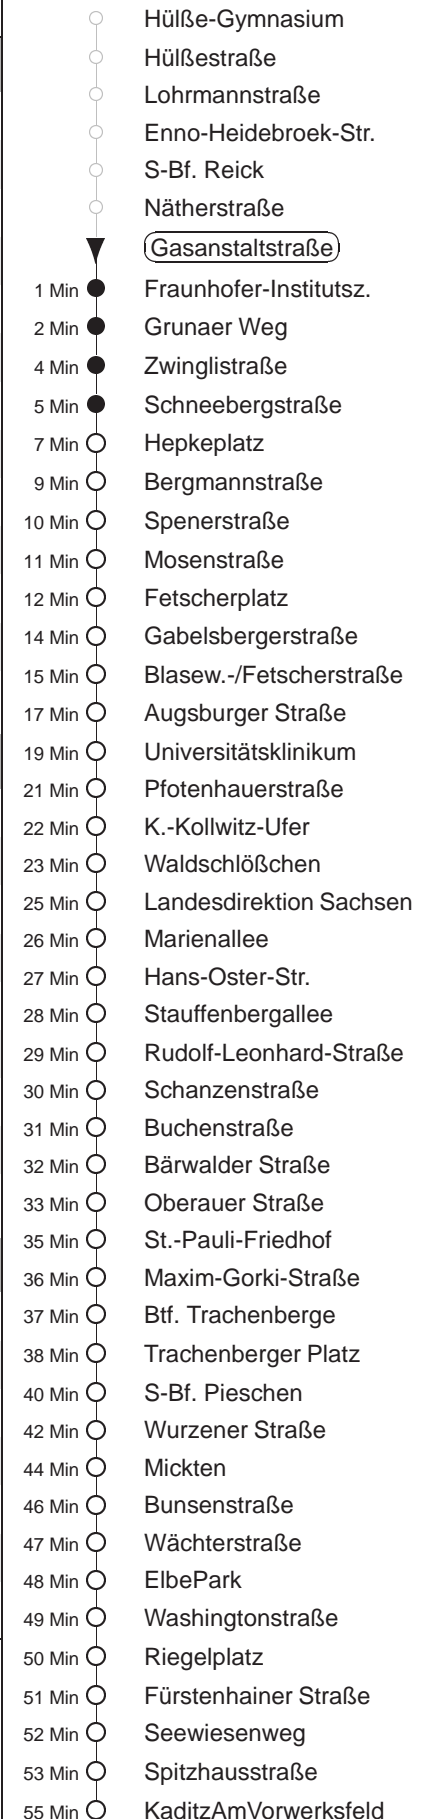 Hülße-Gymnasium
Hülßestraße
Lohrmannstraße
Enno-Heidebroek-Str.
S-Bf. Reick
Nätherstraße
Gasanstaltstraße
1 Min Fraunhofer-Institutsz.
2 Min Grunaer Weg
4 Min Zwinglistraße
5 Min Schneebergstraße
7 Min Hepkeplatz
9 Min Bergmannstraße
10 Min Spenerstraße
11 Min Mosenstraße
12 Min Fetscherplatz
14 Min Gabelsbergerstraße
15 Min Blasew.-/Fetscherstraße
17 Min Augsburger Straße
19 Min Universitätsklinikum
21 Min Pfotenhauerstraße
22 Min K.-Kollwitz-Ufer
23 Min Waldschlößchen
25 Min Landesdirektion Sachsen
26 Min Marienallee
27 Min Hans-Oster-Str.
28 Min Stauffenbergallee
29 Min Rudolf-Leonhard-Straße
30 Min Schanzenstraße
31 Min Buchenstraße
32 Min Bärwalder Straße
33 Min Oberauer Straße
35 Min St.-Pauli-Friedhof
36 Min Maxim-Gorki-Straße
37 Min Btf. Trachenberge
38 Min Trachenberger Platz
40 Min S-Bf. Pieschen
42 Min Wurzener Straße
44 Min Mickten
46 Min Bunsenstraße
47 Min Wächterstraße
48 Min ElbePark
49 Min Washingtonstraße
50 Min Riegelplatz
51 Min Fürstenhainer Straße
52 Min Seewiesenweg
53 Min Spitzhausstraße
55 Min KaditzAmVorwerksfeld